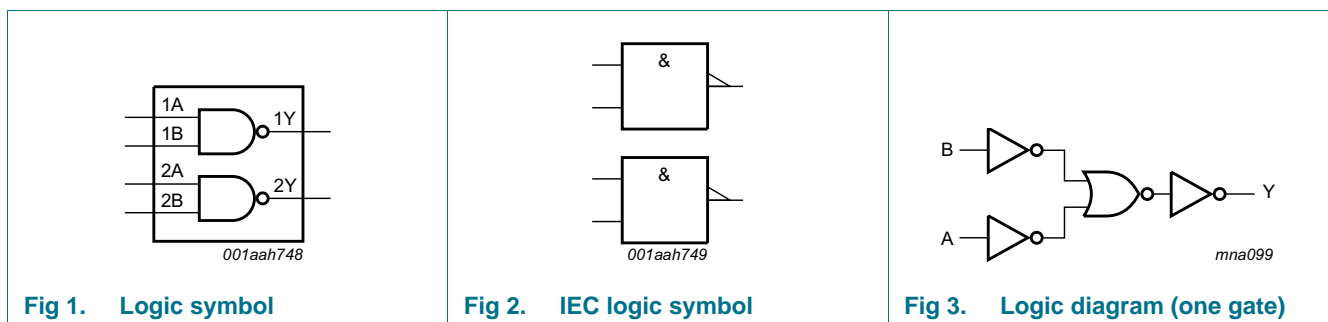 1A
1B
1Y
2A
2B
2Y
001aah748
Fig 1. Logic symbol
&
&
001aah749
Fig 2. IEC logic symbol
B
A
Y
mna099
Fig 3. Logic diagram (one gate)